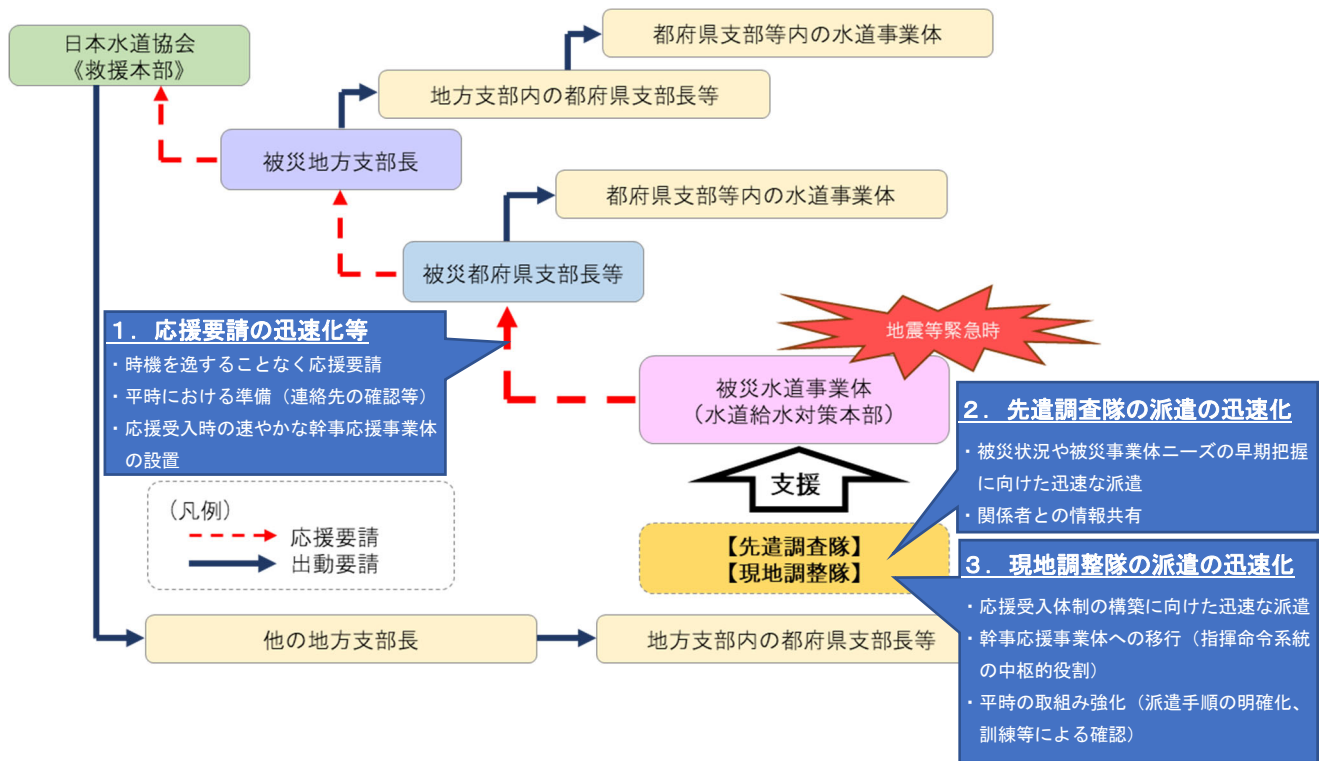 日本水道協会
《救援本部》
都府県支部等内の水道事業体
地方支部内の都府県支部長等
被災地方支部長
都府県支部等内の水道事業体
被災都府県支部長等
地震等緊急時
１．応援要請の迅速化等
・時機を逸することなく応援要請
・平時における準備（連絡先の確認等）
・応援受入時の速やかな幹事応援事業体
の設置
被災水道事業体
（水道給水対策本部）
２．先遣調査隊の派遣の迅速化
・被災状況や被災事業体ニーズの早期把握
に向けた迅速な派遣
・関係者との情報共有
支援
（凡例）
応援要請
出動要請
【先遣調査隊】
【現地調整隊】
３．現地調整隊の派遣の迅速化
・応援受入体制の構築に向けた迅速な派遣
・幹事応援事業体への移行（指揮命令系統
の中枢的役割）
・平時の取組み強化（派遣手順の明確化、
訓練等による確認）
他の地方支部長
地方支部内の都府県支部長等